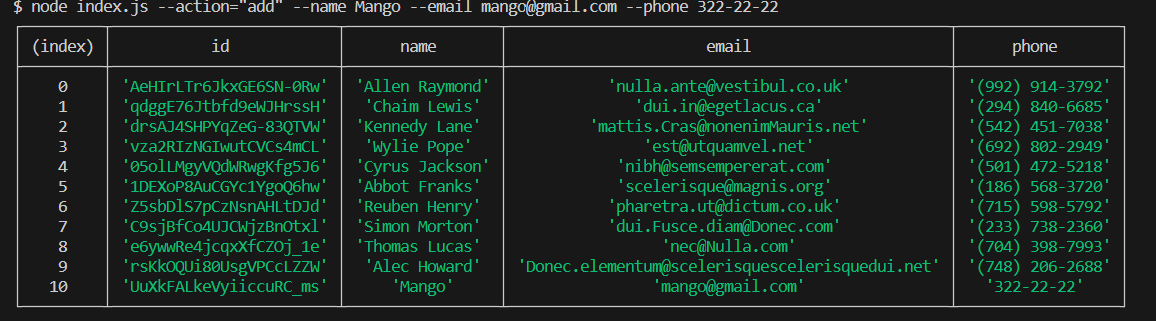 $ node index.js --action="add" --name Mango --email mango@gmail.com --phone 322-22-22
(index) id name email phone
0 'AeHIrLTr6JkxGE6SN-0Rw' 'Allen Raymond' 'nulla.ante@vestibul.co.uk' '(992) 914-3792'
1 'qdggE76Jtbfd9eWJHrssH' 'Chaim Lewis' 'dui.in@egetlacus.ca' '(294) 840-6685'
2 'drsAJ4SHPYqZeG-83QTVW' 'Kennedy Lane' 'mattis.Cras@nonenimMauris.net' '(542) 451-7038'
3 'vza2RIzNGIwutCVCs4mCL' 'Wylie Pope' 'est@utquamvel.net' '(692) 802-2949'
4 '05olLMgyVQdWRwgKfg5J6' 'Cyrus Jackson' 'nibh@semsempererat.com' '(501) 472-5218'
5 '1DEXoP8AuCGYc1YgoQ6hw' 'Abbot Franks' 'scelerisque@magnis.org' '(186) 568-3720'
6 'Z5sbDlS7pCzNsnAHLtDJd' 'Reuben Henry' 'pharetra.ut@dictum.co.uk' '(715) 598-5792'
7 'C9sjBfCo4UJCWjzBnOtxl' 'Simon Morton' 'dui.Fusce.diam@Donec.com' '(233) 738-2360'
8 'e6ywwRe4jcqxXfCZOj_1e' 'Thomas Lucas' 'nec@Nulla.com' '(704) 398-7993'
9 'rsKkOQUi80UsgVPCcLZZW' 'Alec Howard' 'Donec.elementum@scelerisquescelerisquedui.net' '(748) 206-2688'
10 'UuXkFALkeVyiiccuRC_ms' 'Mango' 'mango@gmail.com' '322-22-22'